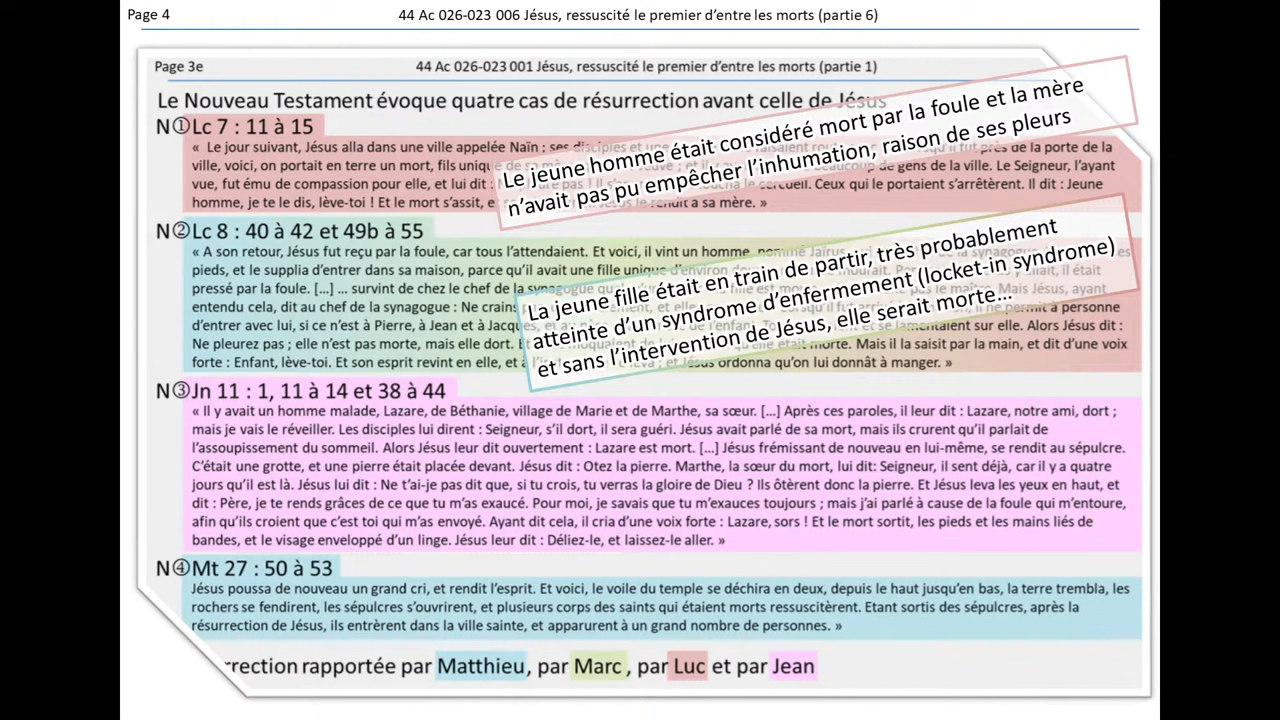 Page 4
44 Ac 026-023 006 Jésus, ressuscité le premier d’entre les morts (partie 6)
Page 3e
44 Ac 026-023 001 Jésus, ressuscité le premier d’entre les morts (partie 1)
Le Nouveau Testament évoque quatre cas de résurrection avant celle de Jésus
N①Lc 7 : 11 à 15
« Le jour suivant, Jésus alla dans une ville appelée Naïn ; ses disciples et une
près de la porte de la
ville, voici, on portait en terre un mort, fils unique de sa
beaucoup de gens de la ville. Le Seigneur, l’ayant
vue, fut ému de compassion pour elle, et lui dit :
cercueil. Ceux qui le portaient s’arrêtèrent. Il dit : Jeune
homme, je te le dis, lève-toi ! Et le mort s’assit,
le rendit a sa mère. »
Le jeune homme était considéré mort par la foule et la mère
n’avait pas pu empêcher l’inhumation, raison de ses pleurs
N②Lc 8 : 40 à 42 et 49b à 55
« A son retour, Jésus fut reçu par la foule, car tous l’attendaient. Et voici, il vint un homme, nommé Jaïrus,
pieds, et le supplia d’entrer dans sa maison, parce qu’il avait une fille unique d’environ
il était
pressé par la foule. […] … survint de chez le chef de la synagogue
le maître. Mais Jésus, ayant
entendu cela, dit au chef de la synagogue : Ne crains
permit à personne
d’entrer avec lui, si ce n’est à Pierre, à Jean et à Jacques,
et se lamentaient sur elle. Alors Jésus dit :
Ne pleurez pas ; elle n’est pas morte, mais elle dort.
était morte. Mais il la saisit par la main, et dit d’une voix
forte : Enfant, lève-toi. Et son esprit revint en elle, et
et Jésus ordonna qu’on lui donnât à manger. »
La jeune fille était en train de partir, très probablement
atteinte d’un syndrome d’enfermement (locket-in syndrome)
et sans l’intervention de Jésus, elle serait morte…
N③Jn 11 : 1, 11 à 14 et 38 à 44
« Il y avait un homme malade, Lazare, de Béthanie, village de Marie et de Marthe, sa sœur. […] Après ces paroles, il leur dit : Lazare, notre ami, dort ;
mais je vais le réveiller. Les disciples lui dirent : Seigneur, s’il dort, il sera guéri. Jésus avait parlé de sa mort, mais ils crurent qu’il parlait de
l’assoupissement du sommeil. Alors Jésus leur dit ouvertement : Lazare est mort. […] Jésus frémissant de nouveau en lui-même, se rendit au sépulcre.
C’était une grotte, et une pierre était placée devant. Jésus dit : Otez la pierre. Marthe, la sœur du mort, lui dit: Seigneur, il sent déjà, car il y a quatre
jours qu’il est là. Jésus lui dit : Ne t’ai-je pas dit que, si tu crois, tu verras la gloire de Dieu ? Ils ôtèrent donc la pierre. Et Jésus leva les yeux en haut, et
dit : Père, je te rends grâces de ce que tu m’as exaucé. Pour moi, je savais que tu m’exauces toujours ; mais j’ai parlé à cause de la foule qui m’entoure,
afin qu’ils croient que c’est toi qui m’as envoyé. Ayant dit cela, il cria d’une voix forte : Lazare, sors ! Et le mort sortit, les pieds et les mains liés de
bandes, et le visage enveloppé d’un linge. Jésus leur dit : Déliez-le, et laissez-le aller. »
N④Mt 27 : 50 à 53
Jésus poussa de nouveau un grand cri, et rendit l’esprit. Et voici, le voile du temple se déchira en deux, depuis le haut jusqu’en bas, la terre trembla, les
rochers se fendirent, les sépulcres s’ouvrirent, et plusieurs corps des saints qui étaient morts ressuscitèrent. Etant sortis des sépulcres, après la
résurrection de Jésus, ils entrèrent dans la ville sainte, et apparurent à un grand nombre de personnes. »
rrection rapportée par Matthieu, par Marc , par Luc et par Jean